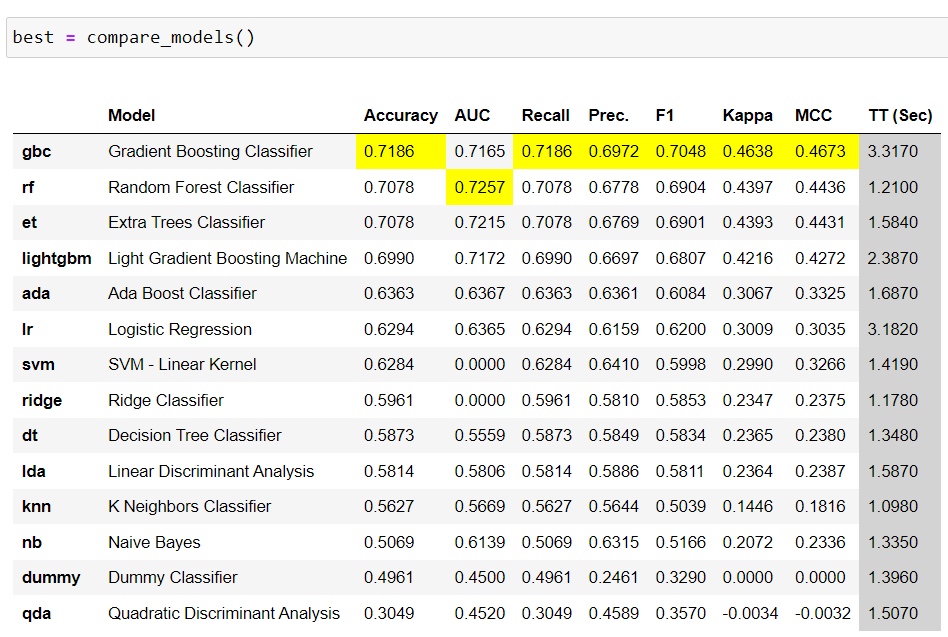 best = compare_models()
Model Accuracy AUC Recall Prec. F1 Kappa MCC TT (Sec)
gbc Gradient Boosting Classifier 0.7186 0.7165 0.7186 0.6972 0.7048 0.4638 0.4673 3.3170
rf Random Forest Classifier 0.7078 0.7257 0.7078 0.6778 0.6904 0.4397 0.4436 1.2100
et Extra Trees Classifier 0.7078 0.7215 0.7078 0.6769 0.6901 0.4393 0.4431 1.5840
lightgbm Light Gradient Boosting Machine 0.6990 0.7172 0.6990 0.6697 0.6807 0.4216 0.4272 2.3870
ada Ada Boost Classifier 0.6363 0.6367 0.6363 0.6361 0.6084 0.3067 0.3325 1.6870
lr Logistic Regression 0.6294 0.6365 0.6294 0.6159 0.6200 0.3009 0.3035 3.1820
svm SVM - Linear Kernel 0.6284 0.0000 0.6284 0.6410 0.5998 0.2990 0.3266 1.4190
ridge Ridge Classifier 0.5961 0.0000 0.5961 0.5810 0.5853 0.2347 0.2375 1.1780
dt Decision Tree Classifier 0.5873 0.5559 0.5873 0.5849 0.5834 0.2365 0.2380 1.3480
lda Linear Discriminant Analysis 0.5814 0.5806 0.5814 0.5886 0.5811 0.2364 0.2387 1.5870
knn K Neighbors Classifier 0.5627 0.5669 0.5627 0.5644 0.5039 0.1446 0.1816 1.0980
nb Naive Bayes 0.5069 0.6139 0.5069 0.6315 0.5166 0.2072 0.2336 1.3350
dummy Dummy Classifier 0.4961 0.4500 0.4961 0.2461 0.3290 0.0000 0.0000 1.3960
qda Quadratic Discriminant Analysis 0.3049 0.4520 0.3049 0.4589 0.3570 -0.0034 -0.0032 1.5070